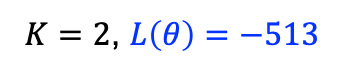 K = 2, L(θ) = −513